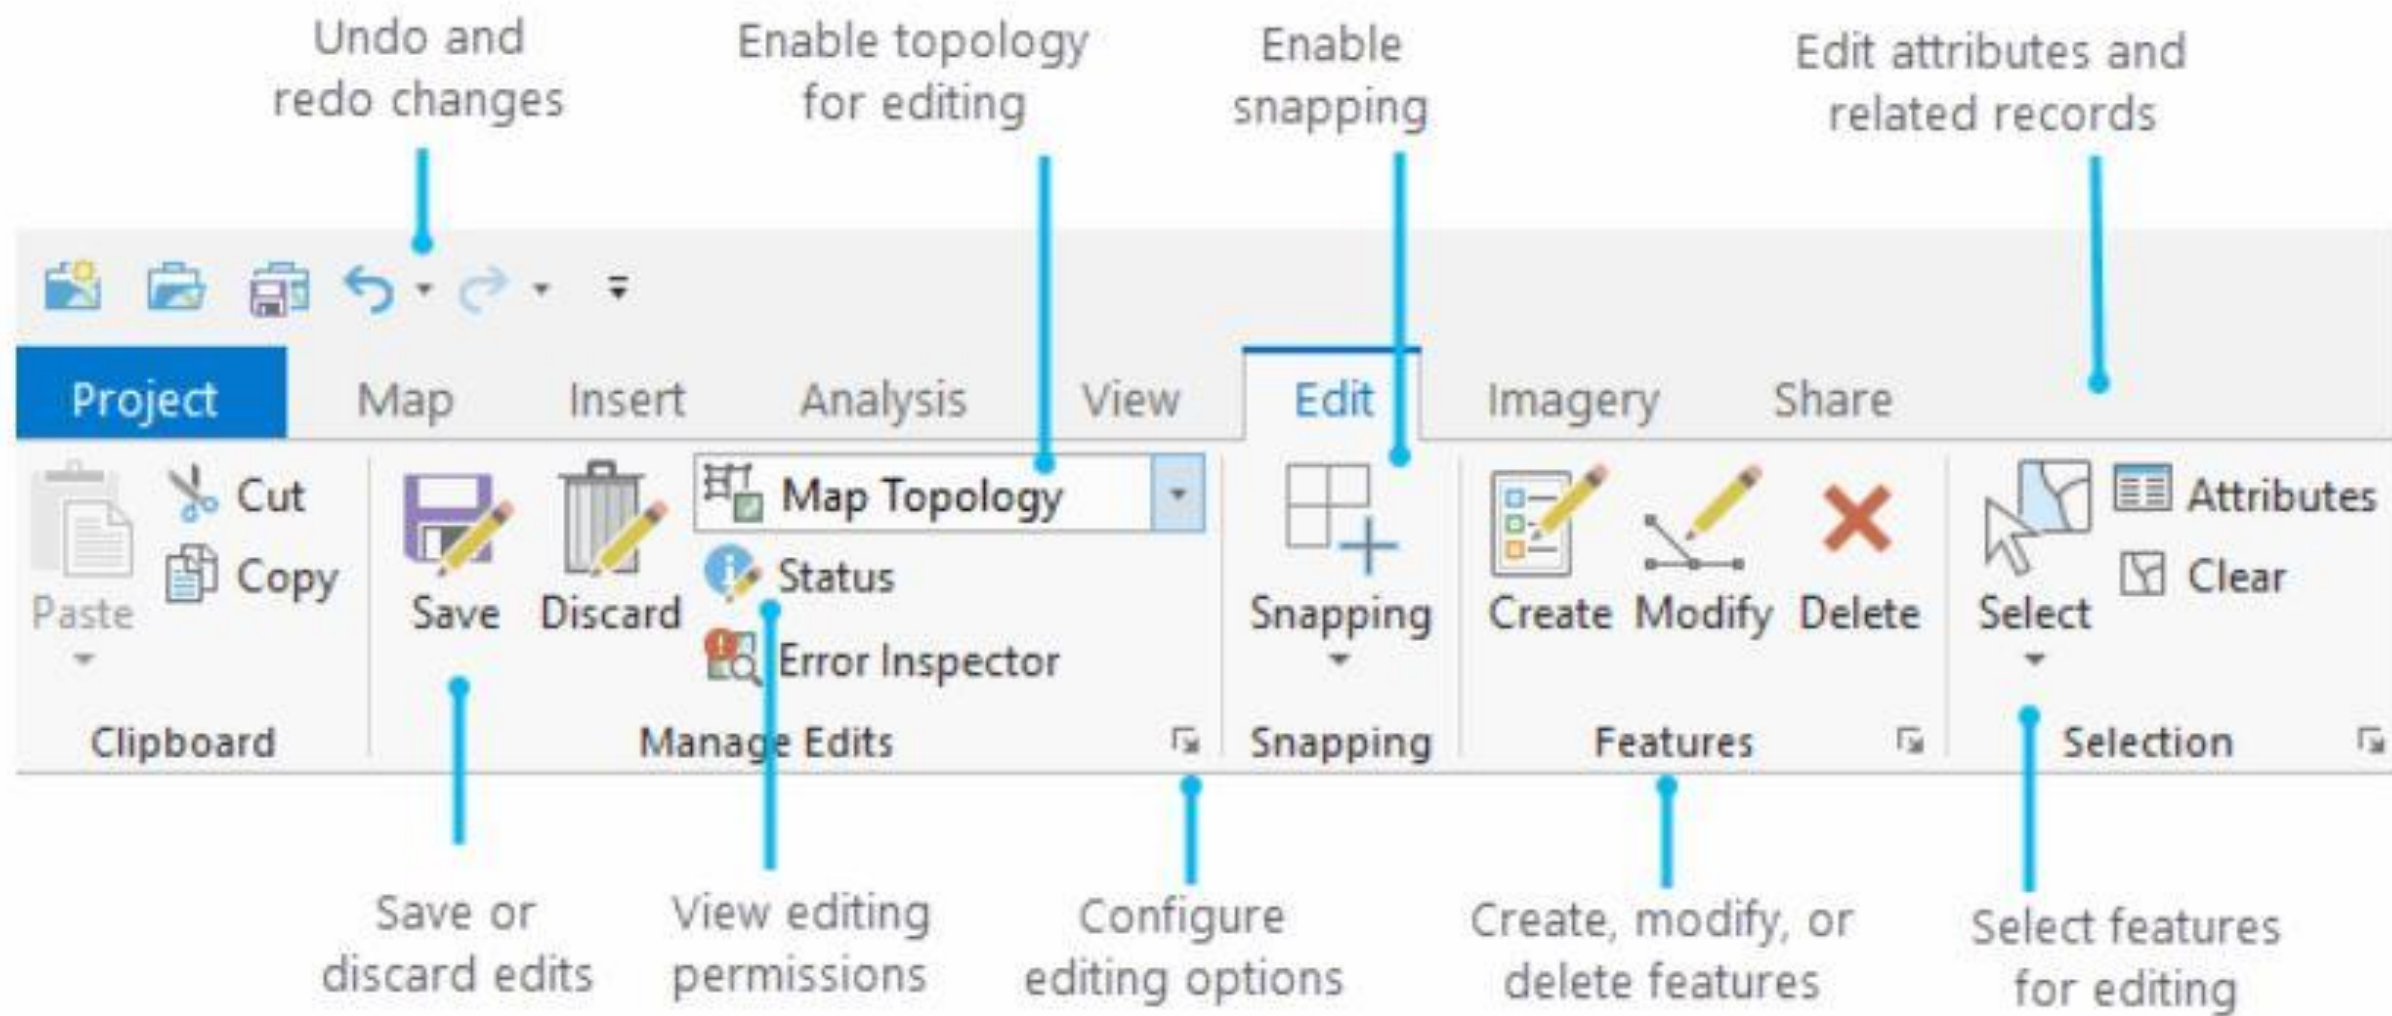 Undo and
redo changes
Enable topology
for editing
Enable
snapping
Edit attributes and
related records
Project
Map
Insert
Analysis
View
Edit
Imagery
Share
Paste
Cut
Copy
Clipboard
Save
Discard
Map Topology
Status
Error Inspector
Manage Edits
Snapping
Snapping
Create
Modify
Delete
Features
Select
Attributes
Clear
Selection
Save or
discard edits
View editing
permissions
Configure
editing options
Create, modify, or
delete features
Select features
for editing